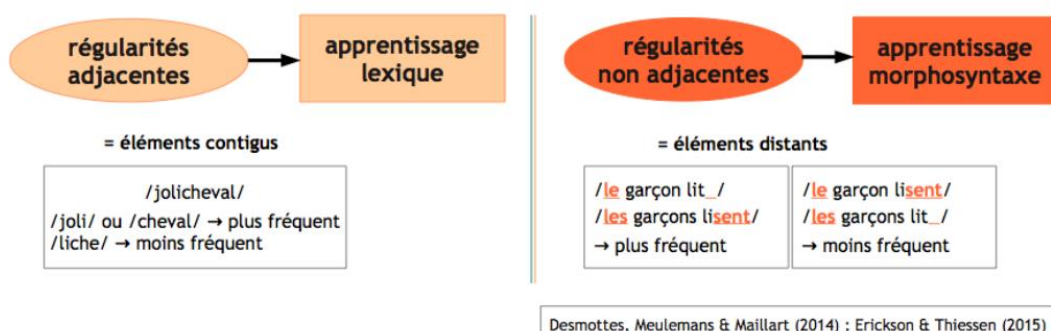 régularités
adjacentes
apprentissage
lexique
= éléments contigus
/jolicheval/
/joli/ ou /cheval/ → plus fréquent
/liche/ → moins fréquent
régularités
non adjacentes
apprentissage
morphosyntaxe
= éléments distants
/le garçon lit_/
/les garçons lisent/
→ plus fréquent
/le garçon lisent/
/les garçons lit_/
→ moins fréquent
Desmottes, Meulemans & Maillart (2014) ; Erickson & Thiessen (2015)